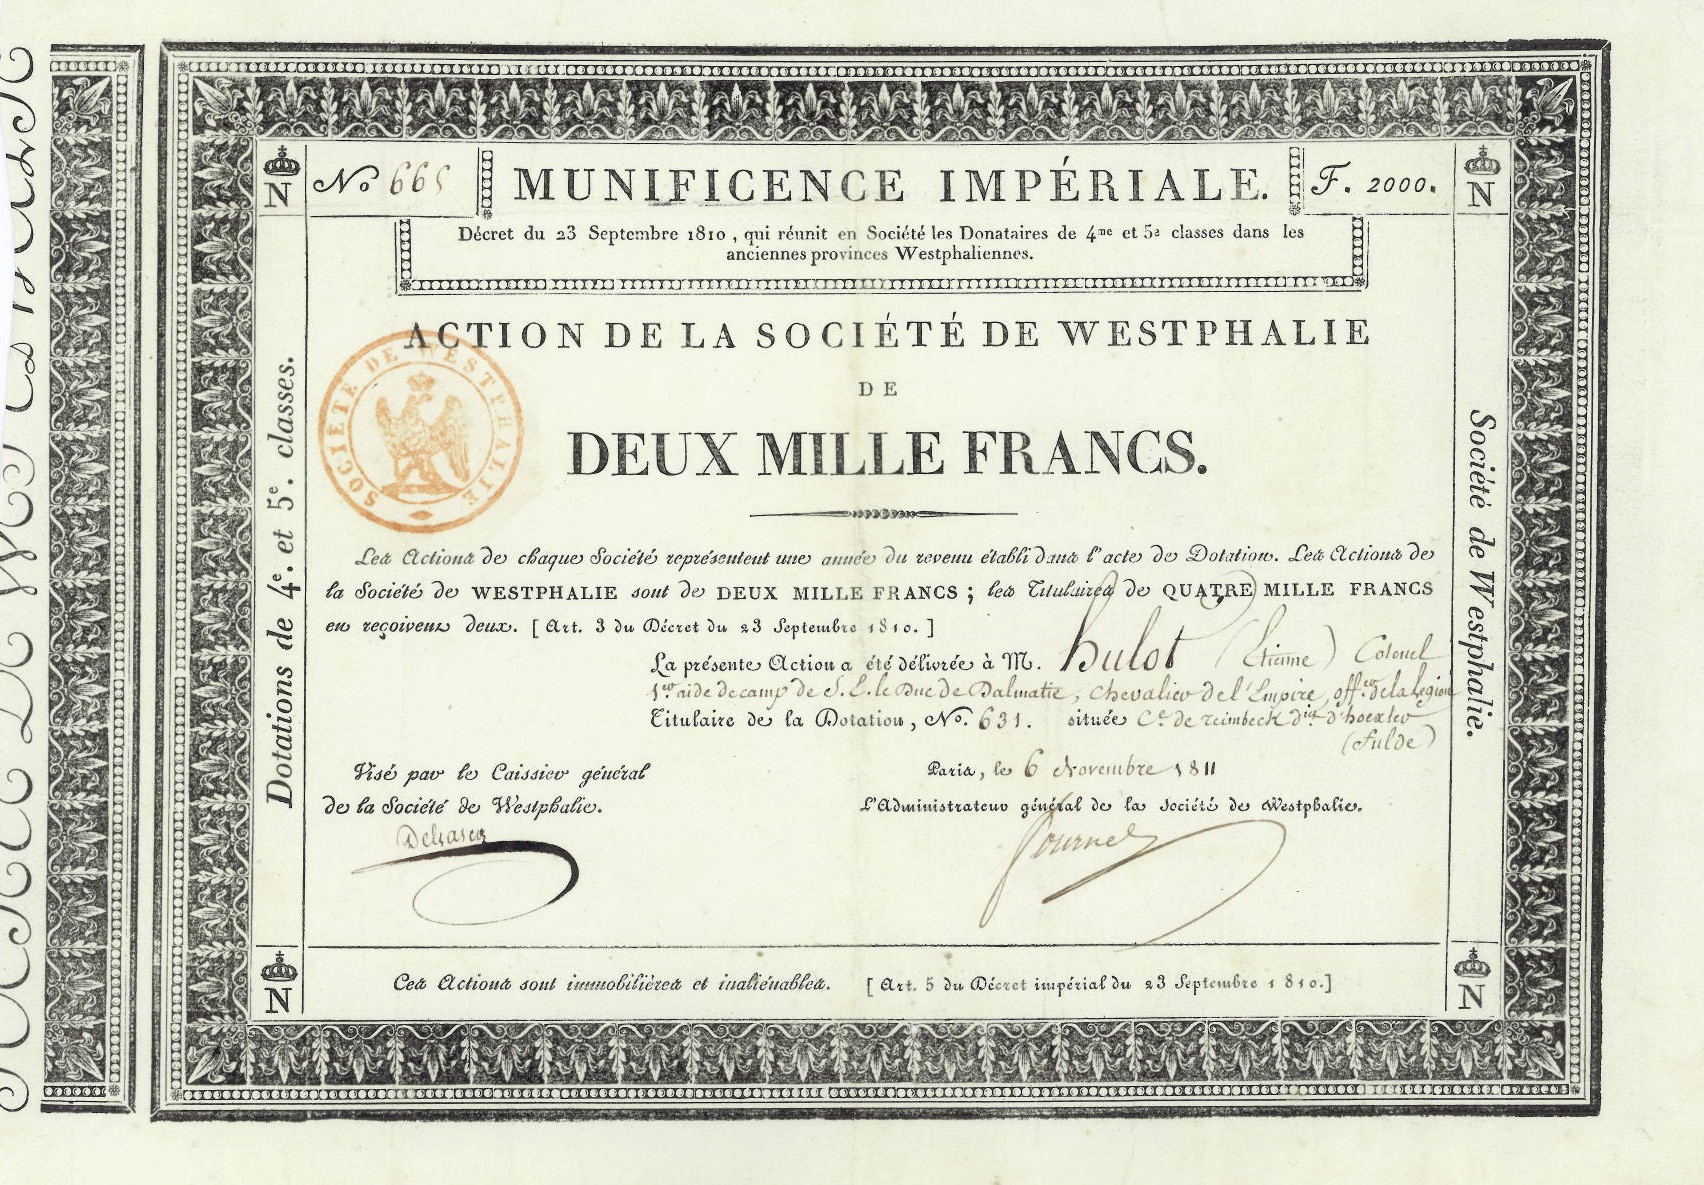 N
No 665
MUNIFICENCE IMPÉRIALE.
F. 2000.
N
Décret du 23 Septembre 1810, qui réunit en Société les Donataires de 4me et 5e classes dans les
anciennes provinces Westphaliennes.
ACTION DE LA SOCIÉTÉ DE WESTPHALIE
DE
DEUX MILLE FRANCS.
SOCIÉTÉ DE WESTPHALIE
Dotations de 4e. et 5e. classes.
Société de Westphalie.
Les Actions de chaque Société représentent une année du revenu établi dans l'acte de Dotation. Les Actions de
la Société de WESTPHALIE sont de DEUX MILLE FRANCS ; les Titulaires de QUATRE MILLE FRANCS
en reçoivent deux. [ Art. 3 du Décret du 23 Septembre 1810. ]
La présente Action a été délivrée à M. hulot (Etienne) Colonel
1er aide de camp de S. E. le Duc de Dalmatie, chevalier de l'Empire, offer de la Legion
Titulaire de la Dotation, No. 631. située Ce de reimbeck dist d'hoexter
(fulde)
Visé par le Caissier général
de la Société de Westphalie.
Paris, le 6 Novembre 1811
L'Administrateur général de la Société de Westphalie.
N
Ces Actions sont immobilières et inaliénables. [ Art. 5 du Décret impérial du 23 Septembre 1810.]
N